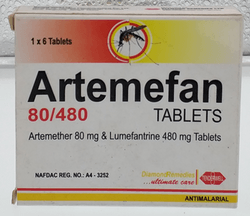 1 x 6 Tablets
Artemefan
80/480 TABLETS
Artemether 80 mg & Lumefantrine 480 mg Tablets
NAFDAC REG. NO.: A4 - 3252
DiamondRemedies
...ultimate care!
ANTIMALARIAL